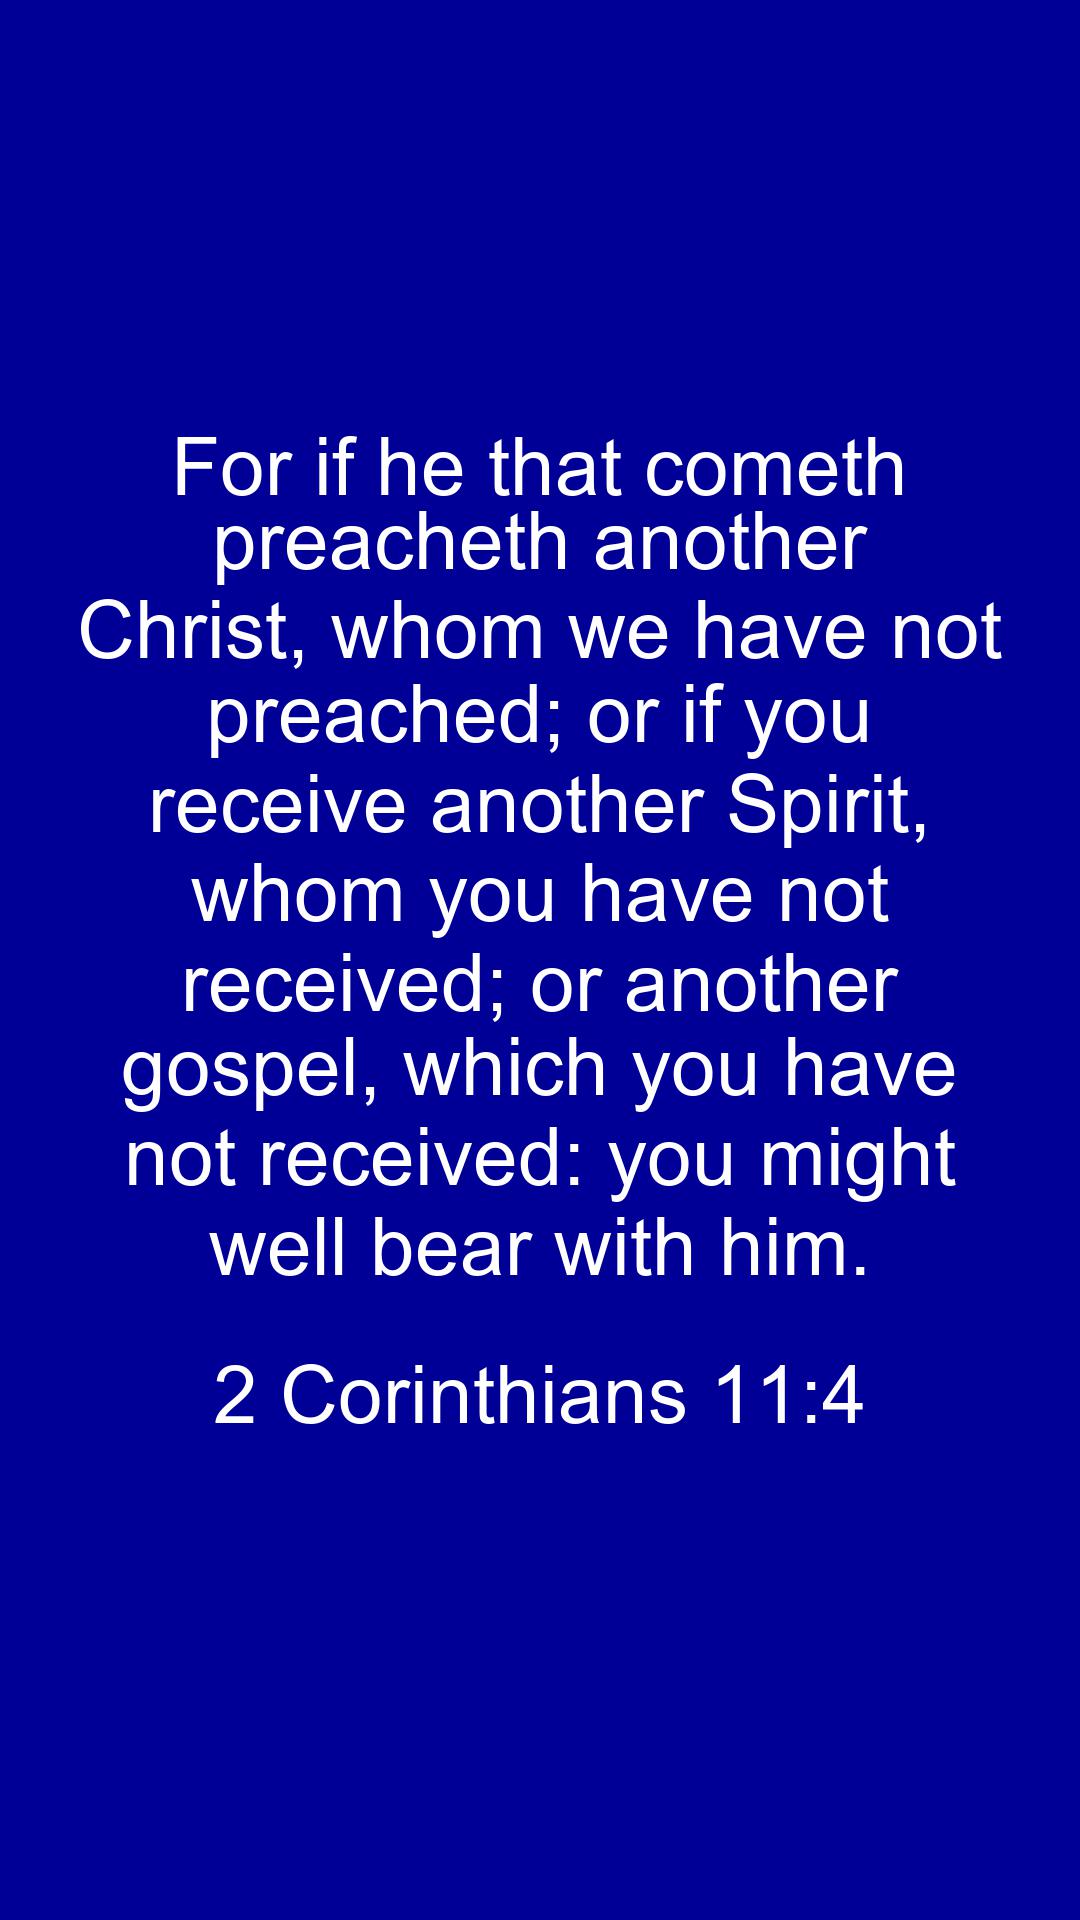 For if he that cometh
preacheth another
Christ, whom we have not
preached; or if you
receive another Spirit,
whom you have not
received; or another
gospel, which you have
not received: you might
well bear with him.
2 Corinthians 11:4